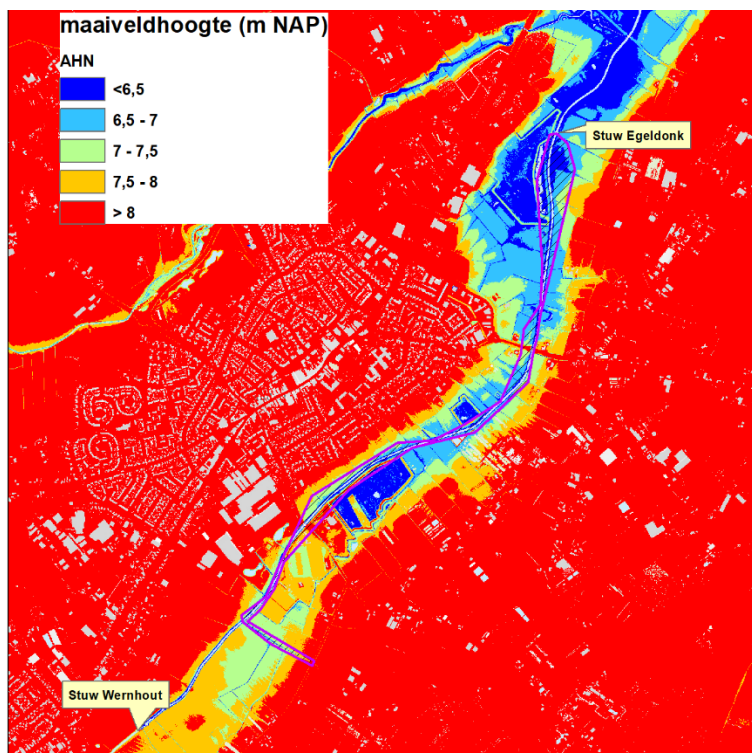 maaiveldhoogte (m NAP)
AHN
<6,5
6,5 - 7
7 - 7,5
7,5 - 8
> 8
Stuw Egeldonk
Stuw Wernhout